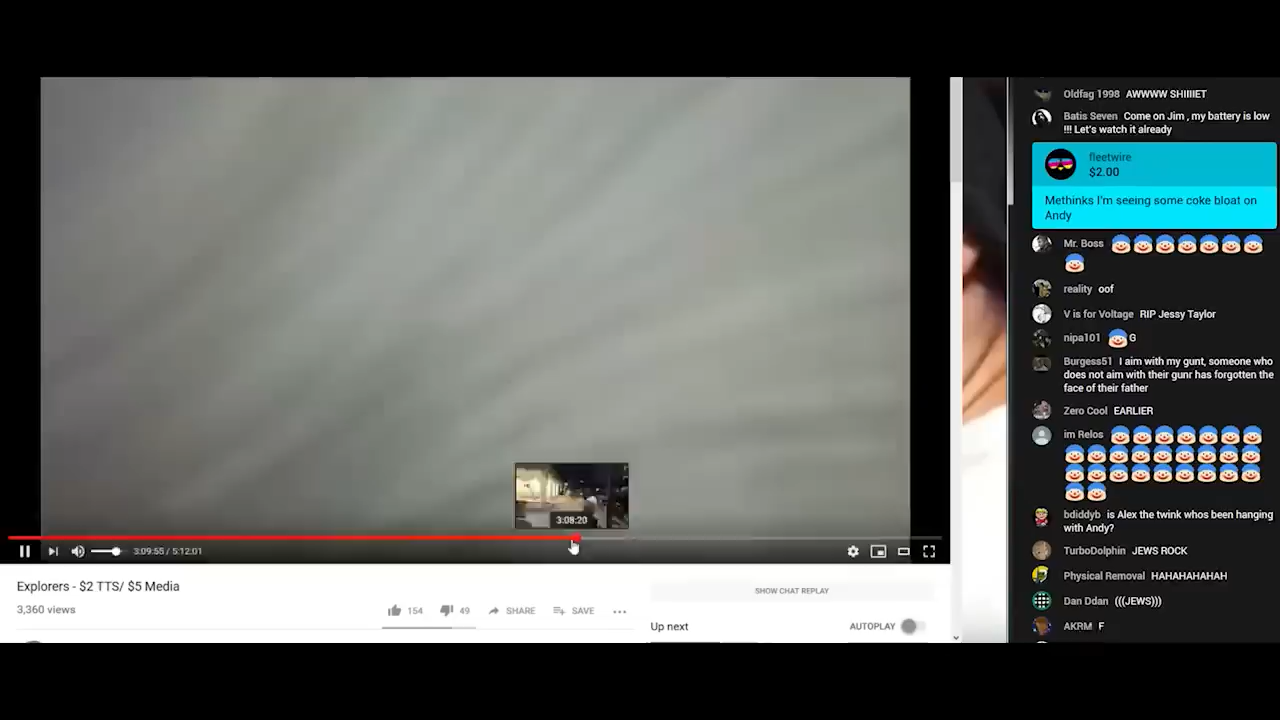 Oldfag 1998 AWWWW SHIIIIET
Batis Seven Come on Jim , my battery is low
!!! Let's watch it already
fleetwire
$2.00
Methinks I'm seeing some coke bloat on
Andy
Mr. Boss
reality oof
V is for Voltage RIP Jessy Taylor
nipa101 G
Burgess51 I aim with my gunt, someone who
does not aim with their gunr has forgotten the
face of their father
Zero Cool EARLIER
im Relos
bdiddyb is Alex the twink whos been hanging
with Andy?
TurboDolphin JEWS ROCK
Physical Removal HAHAHAHAHAH
Dan Ddan (((JEWS)))
AKRM F
3:08:20
3:09:55 / 5:12:01
Explorers - $2 TTS/ $5 Media
3,360 views
154 49 SHARE SAVE
SHOW CHAT REPLAY
Up next AUTOPLAY